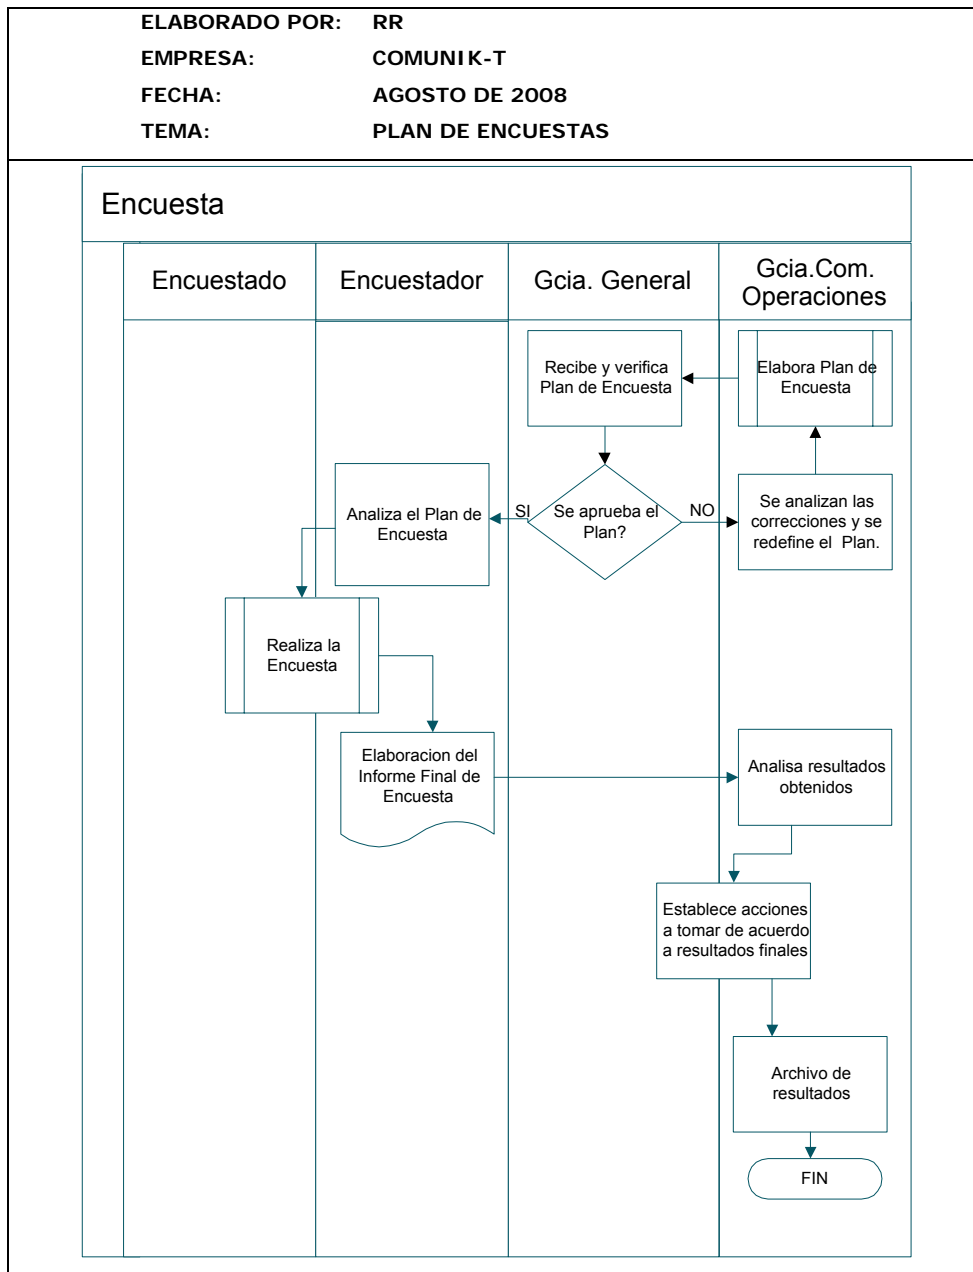 ELABORADO POR: RR
EMPRESA: COMUNIK-T
FECHA: AGOSTO DE 2008
TEMA: PLAN DE ENCUESTAS
Encuesta
Encuestado
Encuestador
Gcia. General
Gcia.Com.
Operaciones
Recibe y verifica
Plan de Encuesta
Elabora Plan de
Encuesta
Analiza el Plan de
Encuesta
SI
Se aprueba el
Plan?
NO
Se analizan las
correcciones y se
redefine el Plan.
Realiza la
Encuesta
Elaboracion del
Informe Final de
Encuesta
Analisa resultados
obtenidos
Establece acciones
a tomar de acuerdo
a resultados finales
Archivo de
resultados
FIN